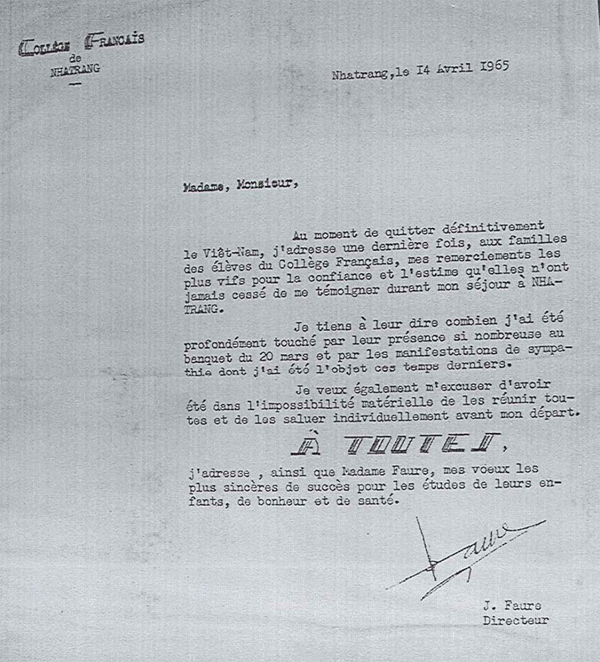 COLLÈGE FRANCAÏS
de
NHATRANG
Nhatrang,le I4 Avril I965
Madame, Monsieur,
Au moment de quitter définitivement
le Viêt-Nam, j'adresse une dernière fois, aux familles
des élèves du Collège Français, mes remerciements les
plus vifs pour la confiance et l'estime qu'elles n'ont
jamais cessé de me témoigner durant mon séjour à NHA-
TRANG.
Je tiens à leur dire combien j'ai été
profondément touché par leur présence si nombreuse au
banquet du 20 mars et par les manifestations de sympa-
thie dont j'ai été l'objet ces temps derniers.
Je veux également m'excuser d'avoir
été dans l'impossibilité matérielle de les réunir tou-
tes et de les saluer individuellement avant mon départ.
À TOUTES,
j'adresse , ainsi que Madame Faure, mes voeux les
plus sincères de succès pour les études de leurs en-
fants, de bonheur et de santé.
Faure
J. Faure
Directeur